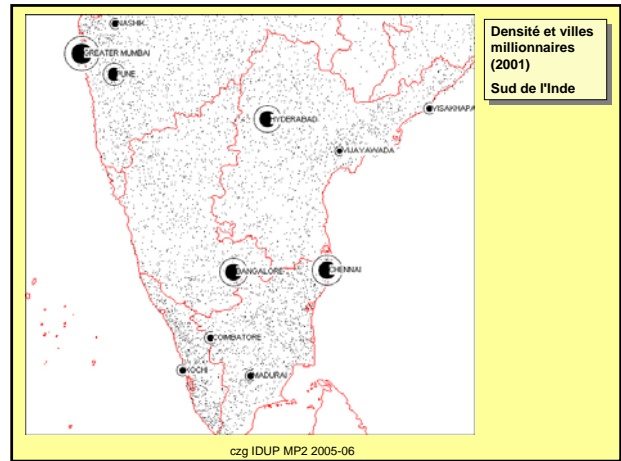 Densité et villes
millionnaires
(2001)
Sud de l'Inde
NASHIK
GREATER MUMBAI
PUNE
HYDERABAD
VISAKHAPA
VIJAYAWADA
BANGALORE
CHENNAI
COIMBATORE
KOCHI
MADURAI
czg IDUP MP2 2005-06